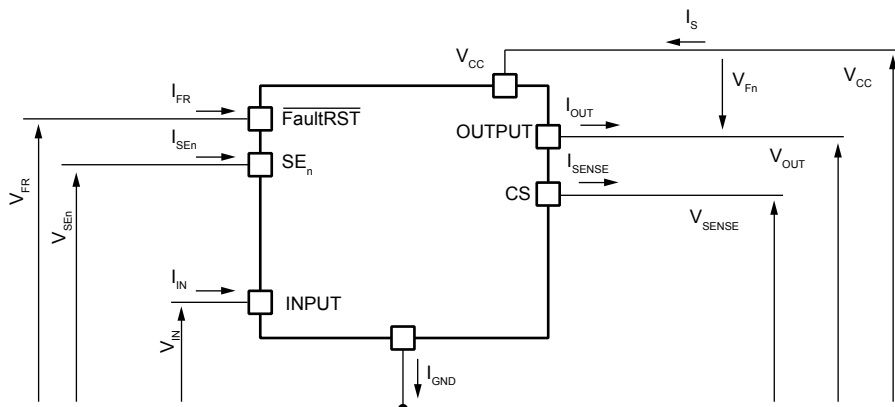 I_S
V_CC
V_Fn
V_CC
I_FR
FaultRST
I_OUT
OUTPUT
I_SEn
SE_n
V_OUT
I_SENSE
CS
V_FR
V_SEn
V_SENSE
I_IN
INPUT
V_IN
I_GND